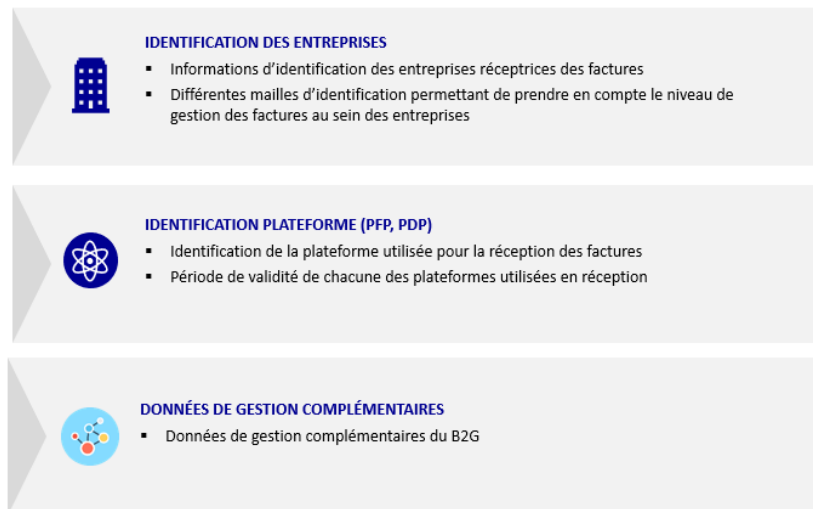 IDENTIFICATION DES ENTREPRISES
▪ Informations d'identification des entreprises réceptrices des factures
▪ Différentes mailles d'identification permettant de prendre en compte le niveau de
gestion des factures au sein des entreprises
IDENTIFICATION PLATEFORME (PFP, PDP)
▪ Identification de la plateforme utilisée pour la réception des factures
▪ Période de validité de chacune des plateformes utilisées en réception
DONNÉES DE GESTION COMPLÉMENTAIRES
▪ Données de gestion complémentaires du B2G